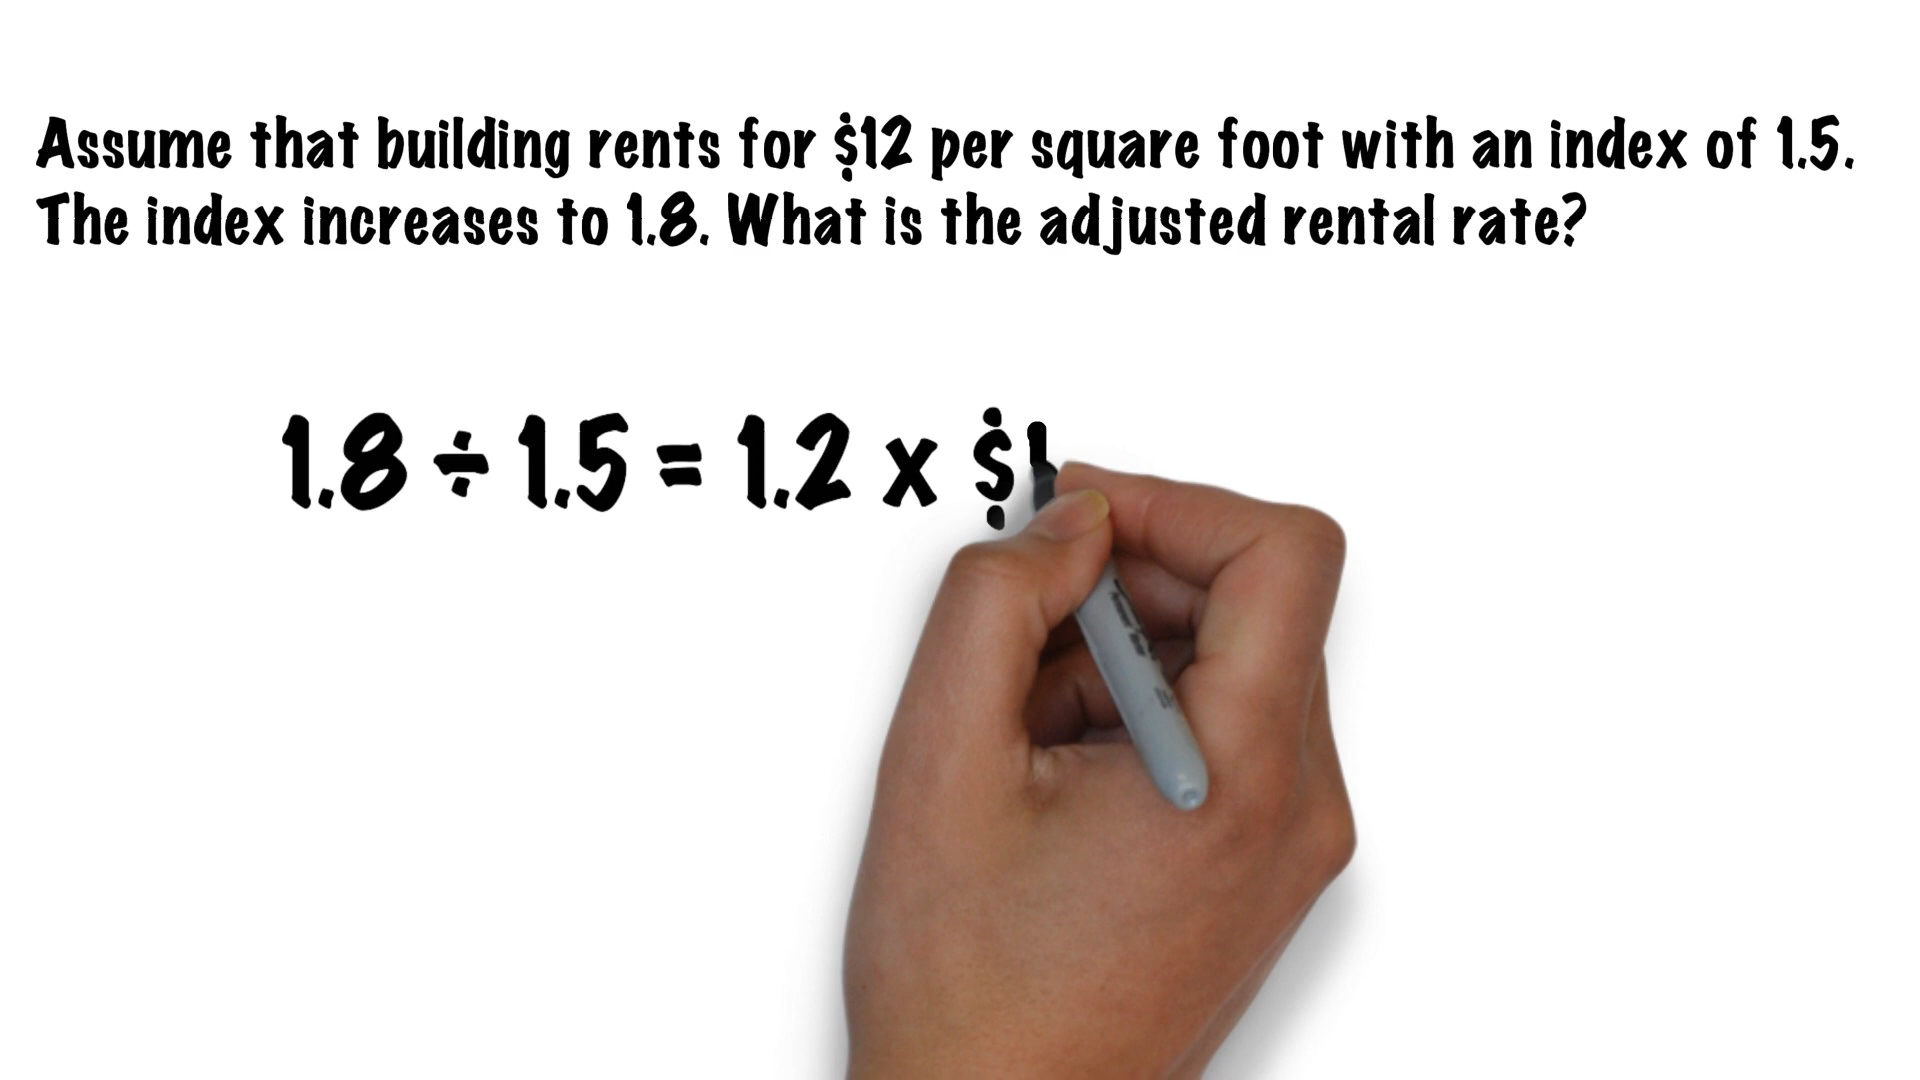 Assume that building rents for $12 per square foot with an index of 1.5.
The index increases to 1.8. What is the adjusted rental rate?
1.8 ÷ 1.5 = 1.2 x $1